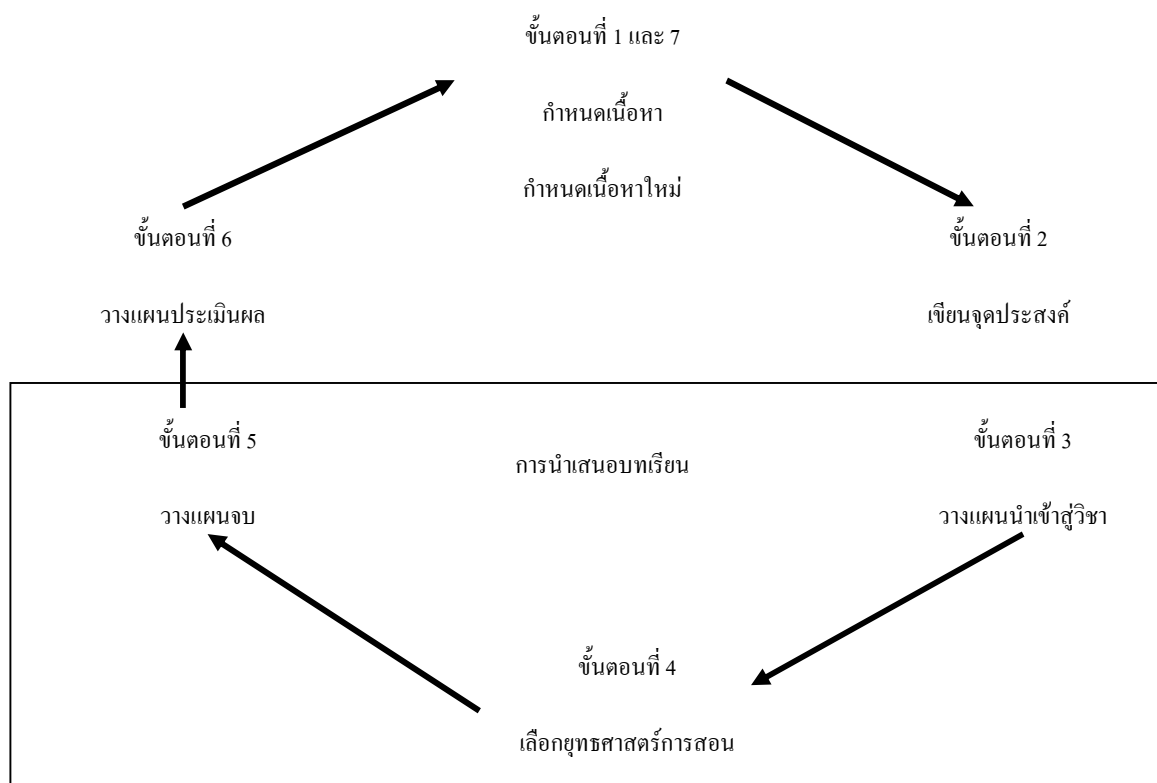 ขั้นตอนที่ 1 และ 7
กำหนดเนื้อหา
กำหนดเนื้อหาใหม่
ขั้นตอนที่ 6
วางแผนประเมินผล
ขั้นตอนที่ 2
เขียนจุดประสงค์
ขั้นตอนที่ 5
วางแผนจบ
การนำเสนอบทเรียน
ขั้นตอนที่ 3
วางแผนนำเข้าสู่วิชา
ขั้นตอนที่ 4
เลือกยุทธศาสตร์การสอน